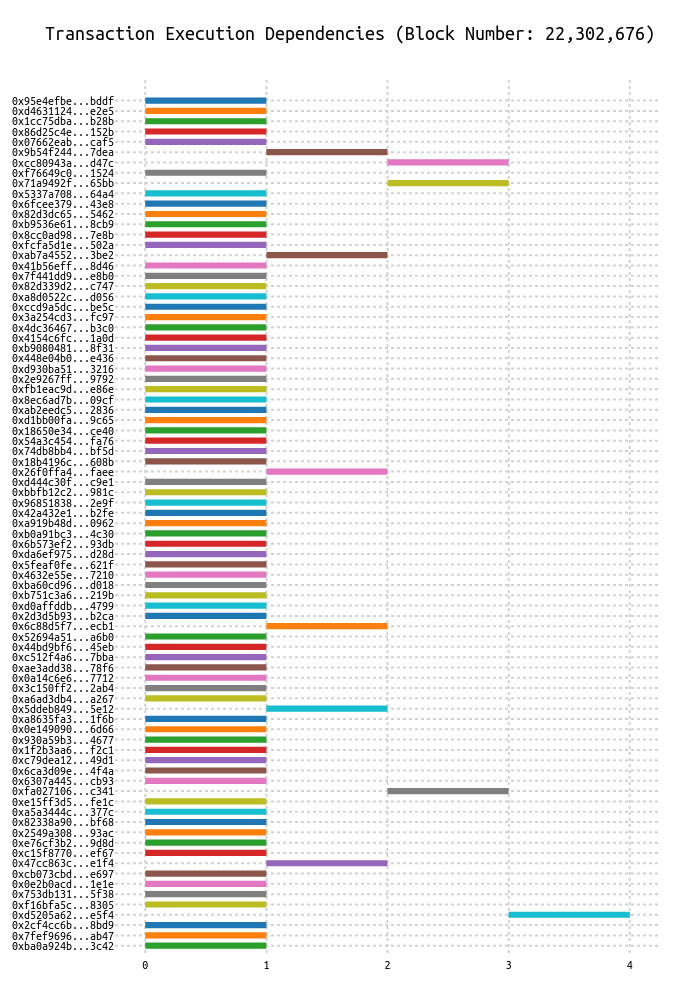 Transaction Execution Dependencies (Block Number: 22,302,676)
0x95e4efbe...bddf
0xd4631124...e2e5
0x1cc75dba...b28b
0x86d25c4e...152b
0x07662eab...caf5
0x9b54f244...7dea
0xcc80943a...d47c
0xf76649c0...1524
0x71a9492f...65bb
0x5337a708...64a4
0x6fcee379...43e8
0x82d3dc65...5462
0xb9536e61...8cb9
0x8cc0ad98...7e8b
0xfcfa5d1e...502a
0xab7a4552...3be2
0x41b56eff...8d46
0x7f441dd9...e8b0
0x82d339d2...c747
0xa8d0522c...d056
0xccd9a5dc...be5c
0x3a254cd3...fc97
0x4dc36467...b3c0
0x4154c6fc...1a0d
0xb9080481...8f31
0x448e04b0...e436
0xd930ba51...3216
0x2e9267ff...9792
0xfb1eac9d...e86e
0x8ec6ad7b...09cf
0xab2eedc5...2836
0xd1bb00fa...9c65
0x18650e34...ce40
0x54a3c454...fa76
0x74db8bb4...bf5d
0x18b4196c...608b
0x26f0ffa4...faee
0xd444c30f...c9e1
0xbbfb12c2...981c
0x96851838...2e9f
0x42a432e1...b2fe
0xa919b48d...0962
0xb0a91bc3...4c30
0x6b573ef2...93db
0xda6ef975...d28d
0x5feaf0fe...621f
0x4632e55e...7210
0xba60cd96...d018
0xb751c3a6...219b
0xd0affddb...4799
0x2d3d5b93...b2ca
0x6c88d5f7...ecb1
0x52694a51...a6b0
0x44bd9bf6...45eb
0xc512f4a6...7bba
0xae3add38...78f6
0x0a14c6e6...7712
0x3c150ff2...2ab4
0xa6ad3db4...a267
0x5ddeb849...5e12
0xa8635fa3...1f6b
0x0e149090...6d66
0x930a59b3...4677
0x1f2b3aa6...f2c1
0xc79dea12...49d1
0x6ca3d09e...4f4a
0x6307a445...cb93
0xfa027106...c341
0xe15ff3d5...fe1c
0xa5a3444c...377c
0x82338a90...bf68
0x2549a308...93ac
0xe76cf3b2...9d8d
0xc15f8770...ef67
0x47cc863c...e1f4
0xcb073cbd...e697
0x0e2b0acd...1e1e
0x753db131...5f38
0xf16bfa5c...8305
0xd5205a62...e5f4
0x2cf4cc6b...8bd9
0x7fef9696...ab47
0xba0a924b...3c42
0 1 2 3 4